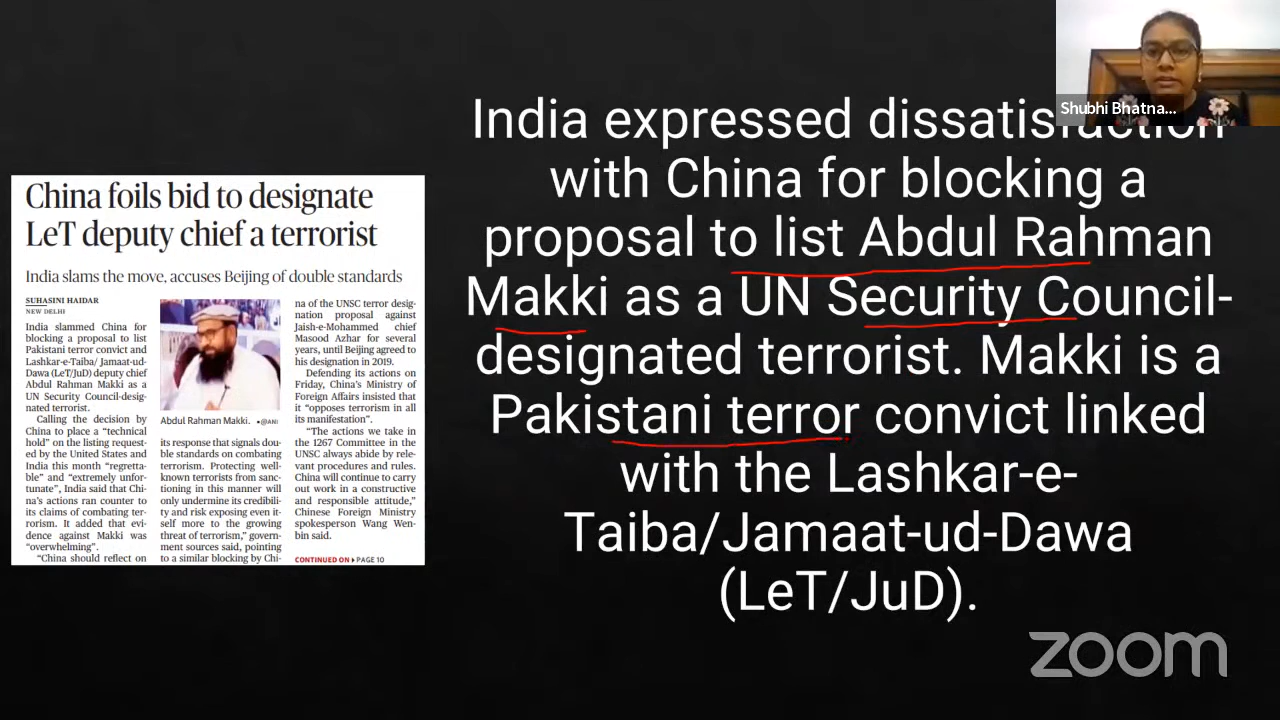 China foils bid to designate
LeT deputy chief a terrorist
India slams the move, accuses Beijing of double standards
SUHASINI HAIDAR
NEW DELHI
India slammed China for
blocking a proposal to list
Pakistani terror convict and
Lashkar-e-Taiba/ Jamaat-ud-
Dawa (LeT/JuD) deputy chief
Abdul Rahman Makki as a
UN Security Council-desig-
nated terrorist.
Calling the decision by
China to place a “technical
hold” on the listing request-
ed by the United States and
India this month “regretta-
ble” and “extremely unfor-
tunate”, India said that Chi-
na’s actions ran counter to
its claims of combating ter-
rorism. It added that evi-
dence against Makki was
“overwhelming”.
“China should reflect on
Abdul Rahman Makki. •@ANI
its response that signals dou-
ble standards on combating
terrorism. Protecting well-
known terrorists from sanc-
tioning in this manner will
only undermine its credibili-
ty and risk exposing even it-
self more to the growing
threat of terrorism,” govern-
ment sources said, pointing
to a similar blocking by Chi-
na of the UNSC terror desig-
nation proposal against
Jaish-e-Mohammed chief
Masood Azhar for several
years, until Beijing agreed to
his designation in 2019.
Defending its actions on
Friday, China’s Ministry of
Foreign Affairs insisted that
it “opposes terrorism in all
its manifestation”.
“The actions we take in
the 1267 Committee in the
UNSC always abide by rele-
vant procedures and rules.
China will continue to carry
out work in a constructive
and responsible attitude,”
Chinese Foreign Ministry
spokesperson Wang Wen-
bin said.
CONTINUED ON ▸ PAGE 10
India expressed dissatisfaction
with China for blocking a
proposal to list Abdul Rahman
Makki as a UN Security Council-
designated terrorist. Makki is a
Pakistani terror convict linked
with the Lashkar-e-
Taiba/Jamaat-ud-Dawa
(LeT/JuD).
Shubhi Bhatna...
zoom